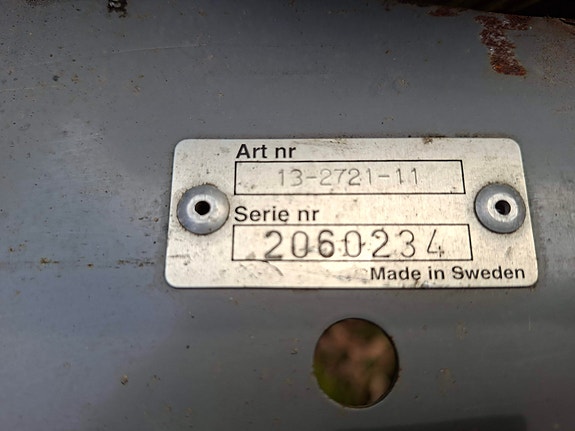 Art nr
13-2721-11
Serie nr
2060234
Made in Sweden